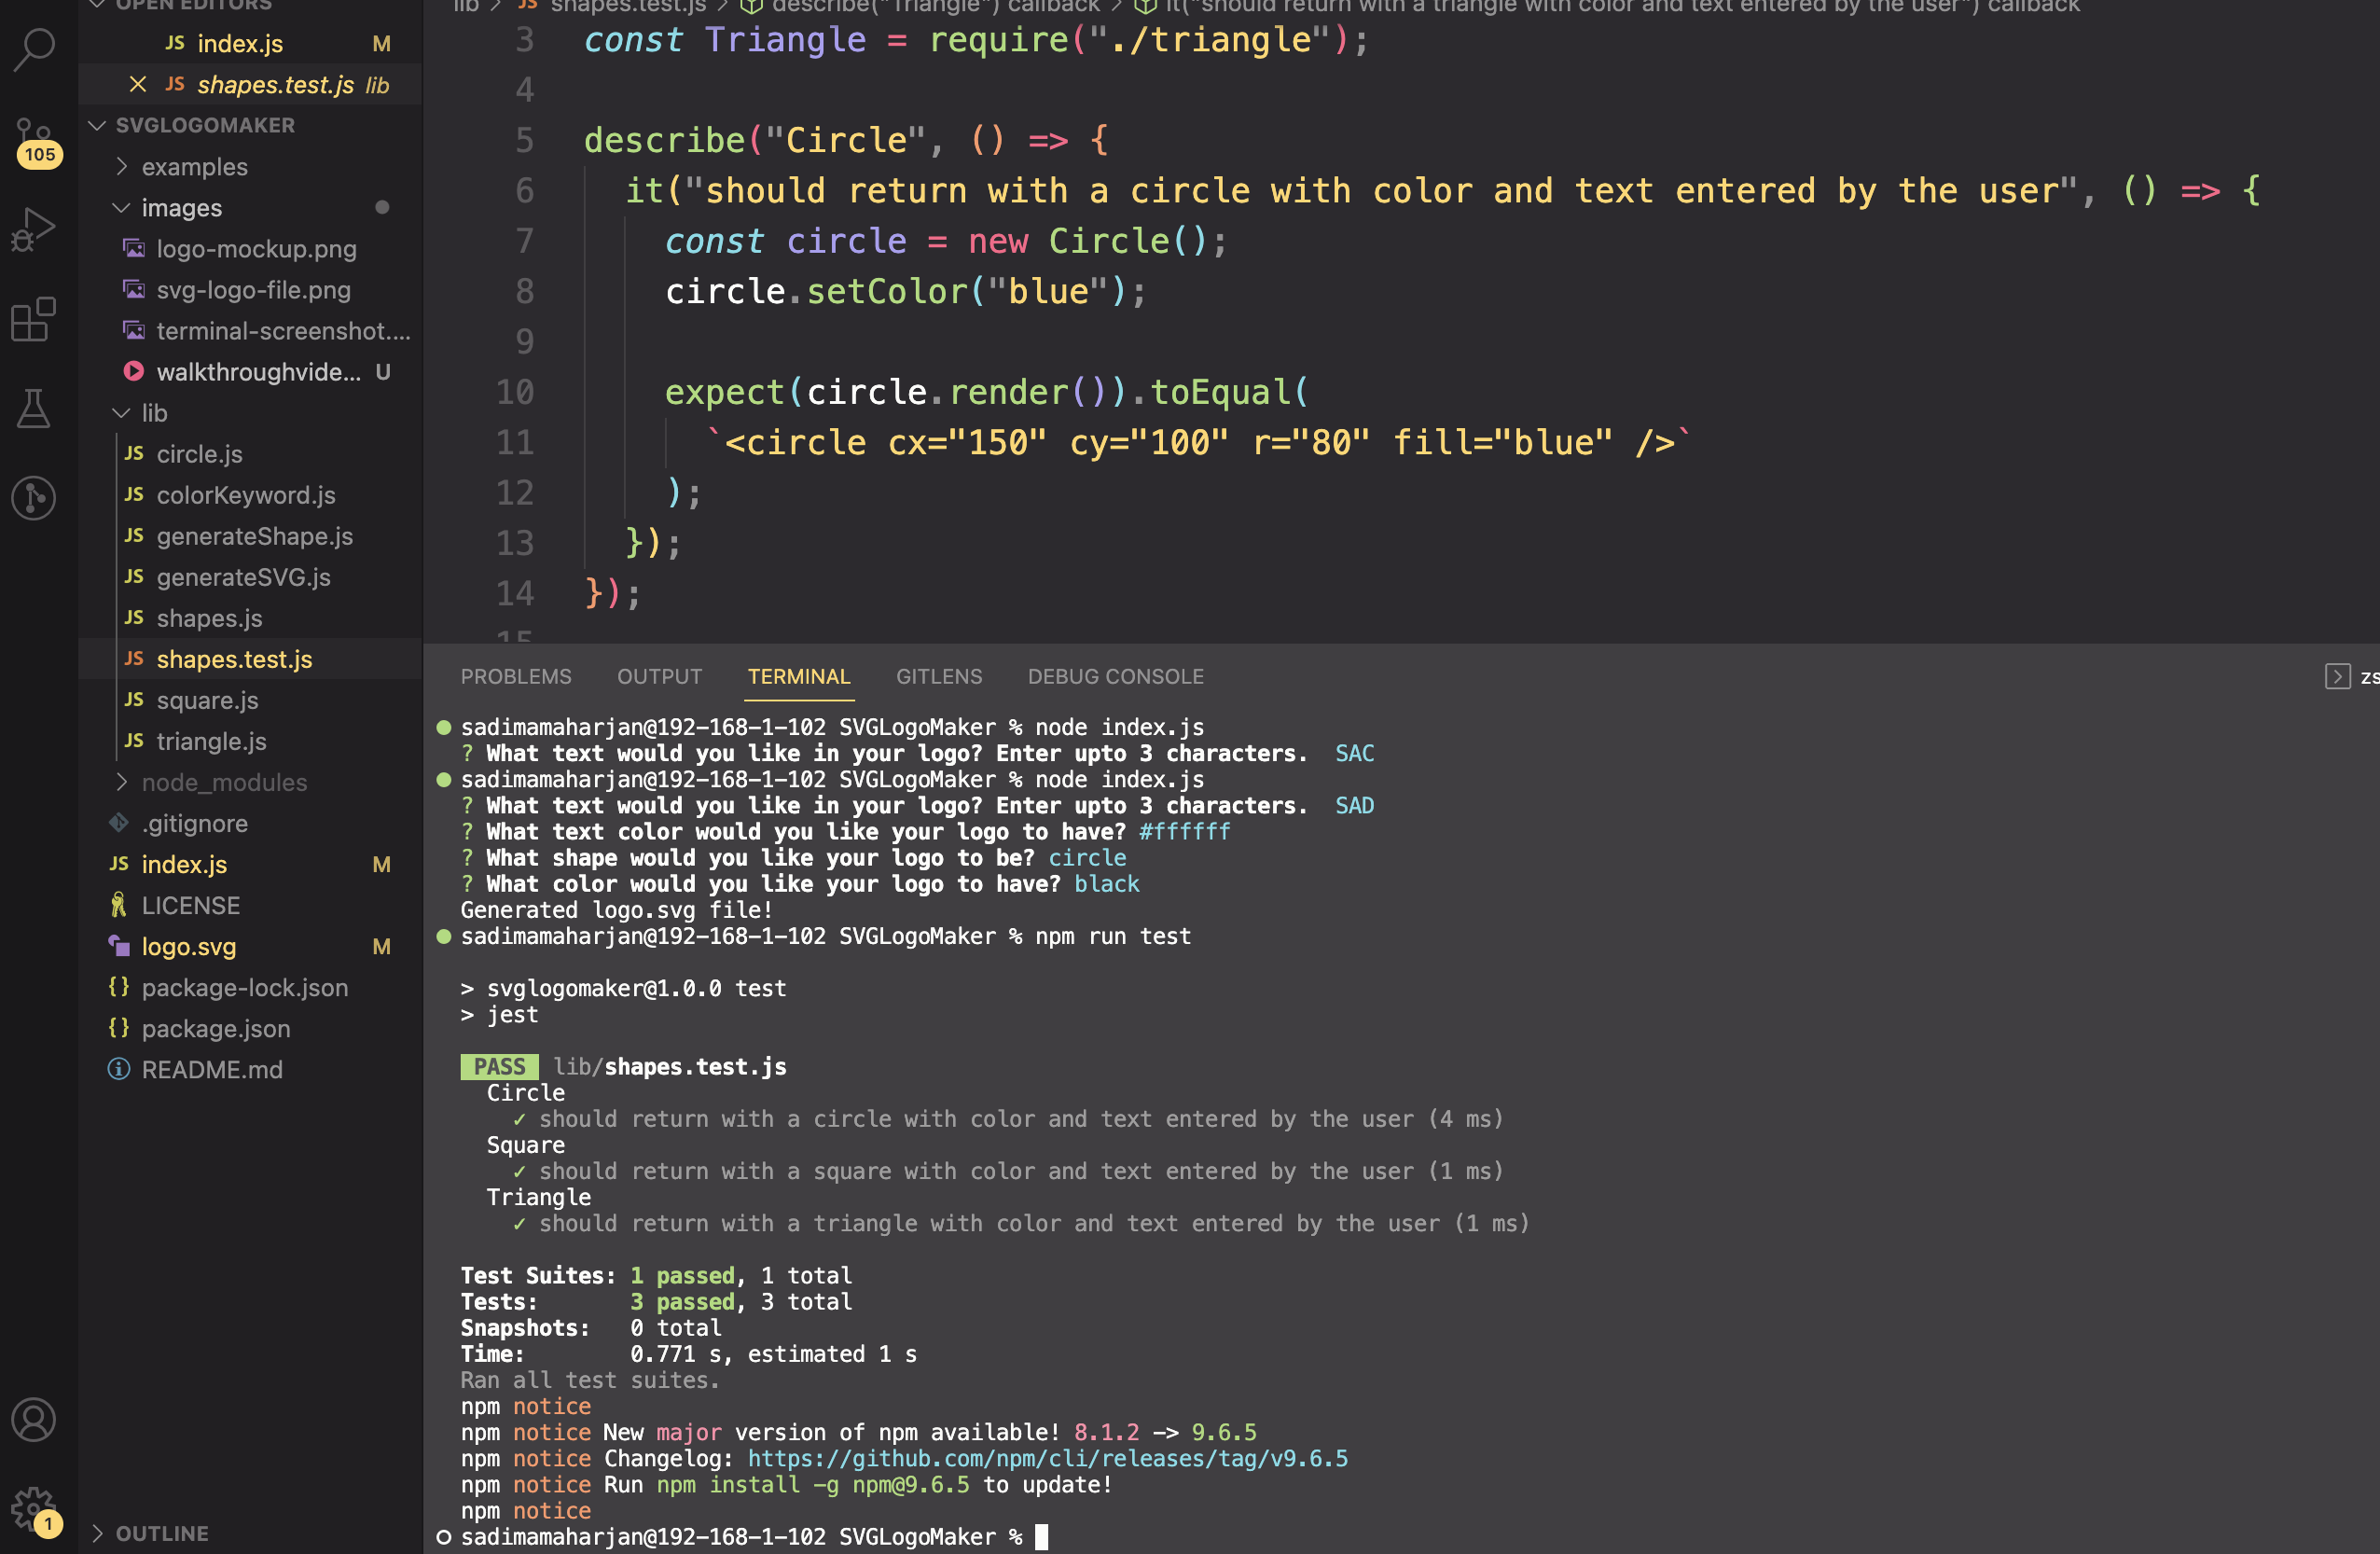 OPEN EDITORS
JS index.js M
JS shapes.test.js lib
SVGLOGOMAKER
examples
images
logo-mockup.png
svg-logo-file.png
terminal-screenshot....
walkthroughvide... U
lib
JS circle.js
JS colorKeyword.js
JS generateShape.js
JS generateSVG.js
JS shapes.js
JS shapes.test.js
JS square.js
JS triangle.js
node_modules
.gitignore
JS index.js M
LICENSE
logo.svg M
{} package-lock.json
{} package.json
README.md
OUTLINE
105
1
lib > JS shapes.test.js > describe("Triangle") callback > it("should return with a triangle with color and text entered by the user") callback
3 const Triangle = require("./triangle");
4
5 describe("Circle", () => {
6 it("should return with a circle with color and text entered by the user", () => {
7 const circle = new Circle();
8 circle.setColor("blue");
9
10 expect(circle.render()).toEqual(
11 `<circle cx="150" cy="100" r="80" fill="blue" />`
12 );
13 });
14 });
15
PROBLEMS OUTPUT TERMINAL GITLENS DEBUG CONSOLE
sadimamaharjan@192-168-1-102 SVGLogoMaker % node index.js
? What text would you like in your logo? Enter upto 3 characters. SAC
sadimamaharjan@192-168-1-102 SVGLogoMaker % node index.js
? What text would you like in your logo? Enter upto 3 characters. SAD
? What text color would you like your logo to have? #ffffff
? What shape would you like your logo to be? circle
? What color would you like your logo to have? black
Generated logo.svg file!
sadimamaharjan@192-168-1-102 SVGLogoMaker % npm run test
> svglogomaker@1.0.0 test
> jest
PASS lib/shapes.test.js
Circle
✓ should return with a circle with color and text entered by the user (4 ms)
Square
✓ should return with a square with color and text entered by the user (1 ms)
Triangle
✓ should return with a triangle with color and text entered by the user (1 ms)
Test Suites: 1 passed, 1 total
Tests: 3 passed, 3 total
Snapshots: 0 total
Time: 0.771 s, estimated 1 s
Ran all test suites.
npm notice
npm notice New major version of npm available! 8.1.2 -> 9.6.5
npm notice Changelog: https://github.com/npm/cli/releases/tag/v9.6.5
npm notice Run npm install -g npm@9.6.5 to update!
npm notice
sadimamaharjan@192-168-1-102 SVGLogoMaker %